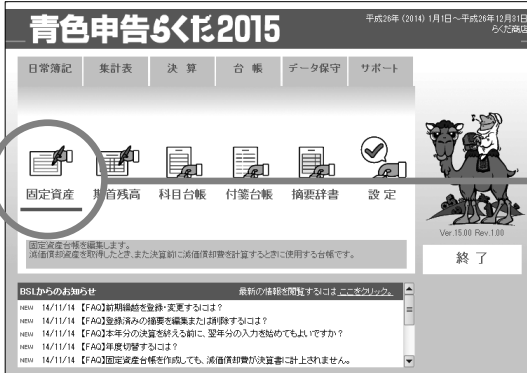 青色申告らくだ2015
平成26年 (2014) 1月1日～平成26年12月31日
らくだ商店
日常簿記 集計表 決 算 台 帳 データ保守 サポート
固定資産 期首残高 科目台帳 付箋台帳 摘要辞書 設 定
固定資産台帳を編集します。
減価償却資産を取得したとき、また決算前に減価償却費を計算するときに使用する台帳です。
Ver.15.00 Rev.1.00
終 了
BSLからのお知らせ 最新の情報を閲覧するには ここをクリック。
NEW 14/11/14 【FAQ】前期繰越を登録・変更するには？
NEW 14/11/14 【FAQ】登録済みの摘要を編集または削除するには？
NEW 14/11/14 【FAQ】本年分の決算を終える前に、翌年分の入力を始めてもよいですか？
NEW 14/11/14 【FAQ】年度切替するには？
NEW 14/11/14 【FAQ】固定資産台帳を作成しても、減価償却費が決算書に計上されません。